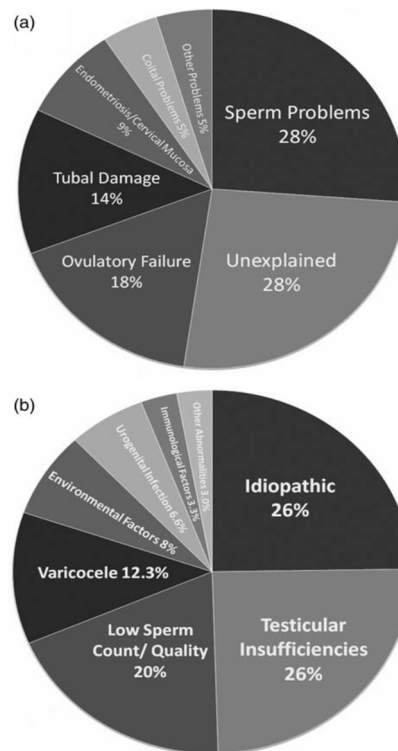 (a)
Sperm Problems
28%
Unexplained
28%
Ovulatory Failure
18%
Tubal Damage
14%
Endometriosis/Cervical Mucosa
9%
Coital Problems 5%
Other Problems 5%
(b)
Idiopathic
26%
Testicular
Insufficiencies
26%
Low Sperm
Count/ Quality
20%
Varicocele 12.3%
Environmental Factors 8%
Urogenital Infection 6.6%
Immunological Factors 3.3%
Other Abnormalities 3.0%